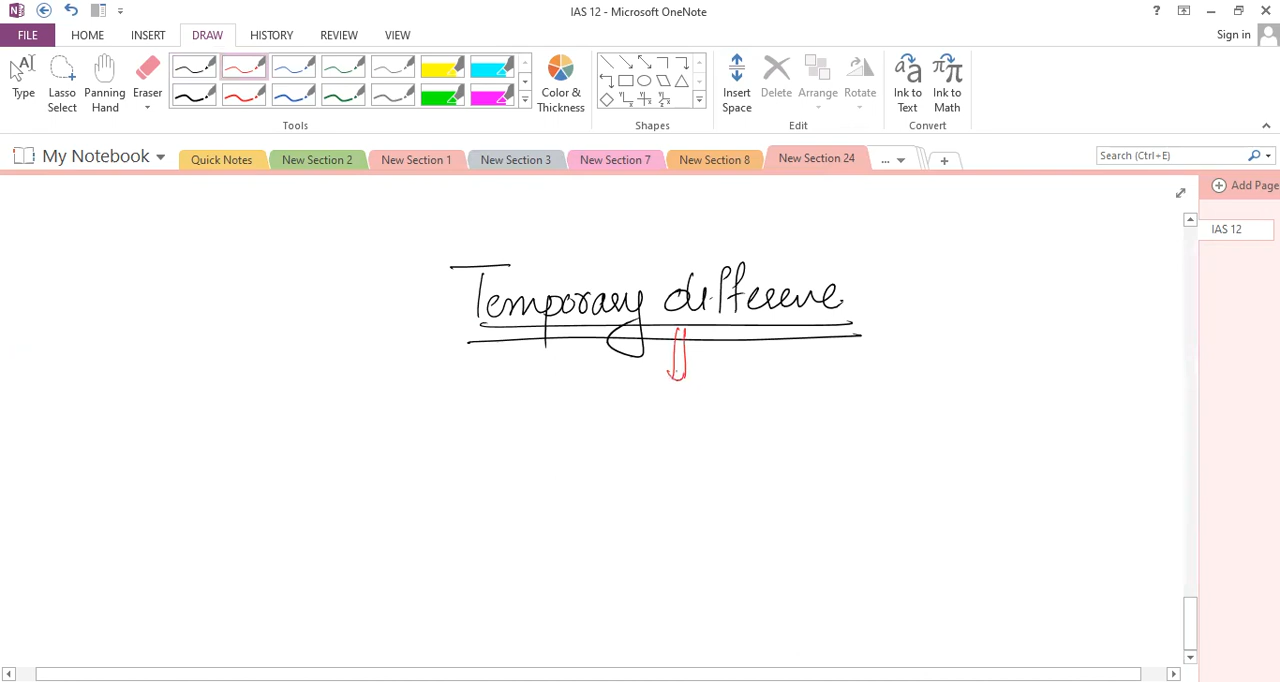 IAS 12 - Microsoft OneNote
?
FILE HOME INSERT DRAW HISTORY REVIEW VIEW Sign in
Type Lasso Select Panning Hand Eraser Color & Thickness Insert Space Delete Arrange Rotate Ink to Text Ink to Math
Tools Shapes Edit Convert
My Notebook Quick Notes New Section 2 New Section 1 New Section 3 New Section 7 New Section 8 New Section 24 ... + Search (Ctrl+E)
Add Page
IAS 12
Temporary difference